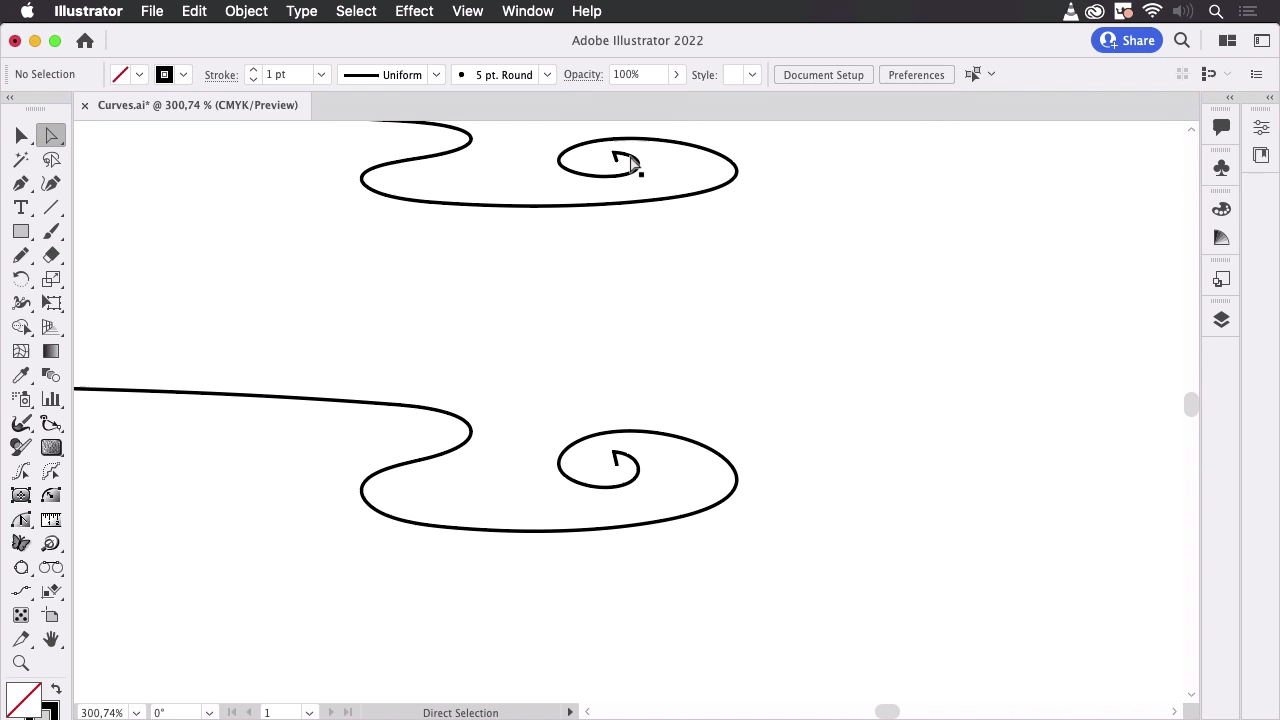 Illustrator File Edit Object Type Select Effect View Window Help
Adobe Illustrator 2022
Share
No Selection Stroke: 1 pt Uniform 5 pt. Round Opacity: 100% Style: Document Setup Preferences
Curves.ai* @ 300,74 % (CMYK/Preview)
300,74% 0° 1 Direct Selection